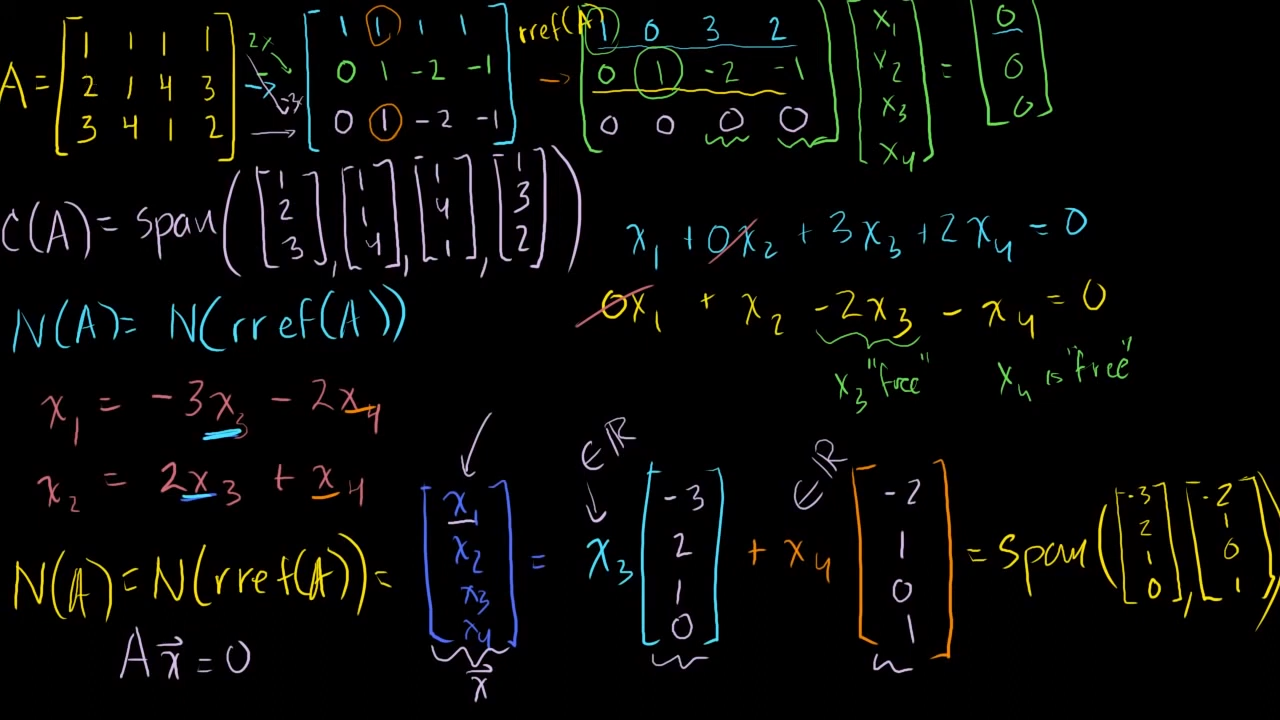 A = [1 1 1 1; 2 1 4 3; 3 4 1 2] 2x -3x → [1 1 1 1; 0 1 -2 -1; 0 1 -2 -1] → rref(A) [1 0 3 2; 0 1 -2 -1; 0 0 0 0] [x₁; x₂; x₃; x₄] = [0; 0; 0]
C(A) = span([1; 2; 3], [1; 1; 4], [1; 4; 1], [1; 3; 2])
x₁ + 0x₂ + 3x₃ + 2x₄ = 0
N(A) = N(rref(A))
0x₁ + x₂ - 2x₃ - x₄ = 0
x₃ "free" x₄ is "free"
x₁ = -3x₃ - 2x₄
x₂ = 2x₃ + x₄
∈ℝ ∈ℝ
N(A) = N(rref(A)) = [x₁; x₂; x₃; x₄] = x₃ [-3; 2; 1; 0] + x₄ [-2; 1; 0; 1] = span([-3; 2; 1; 0], [-2; 1; 0; 1])
Ax⃗ = 0 x⃗